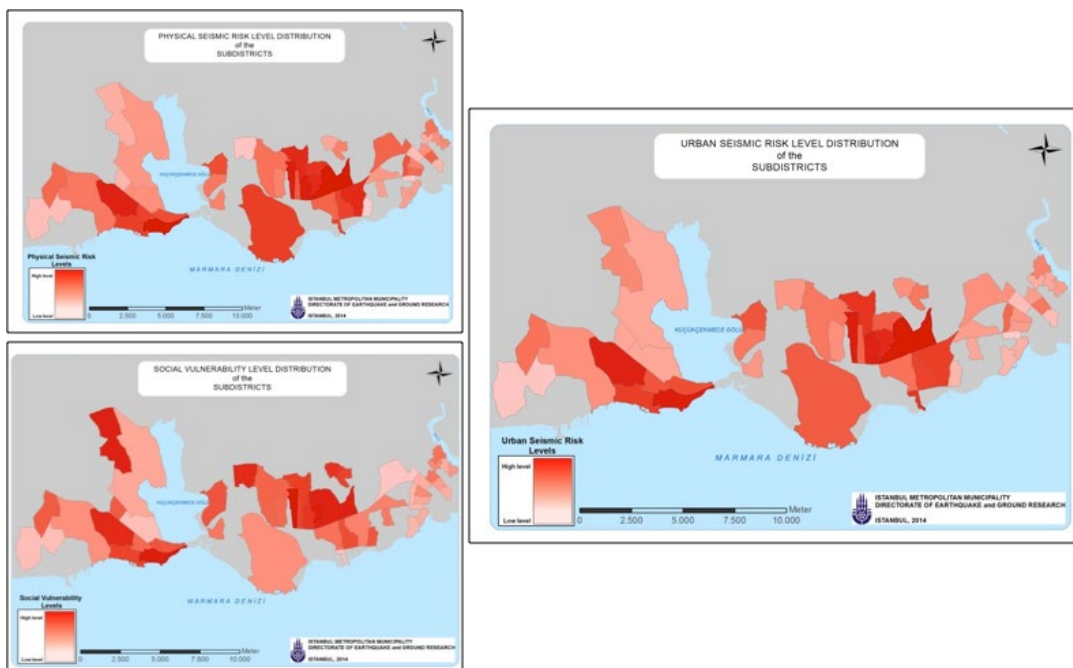 PHYSICAL SEISMIC RISK LEVEL DISTRIBUTION
of the
SUBDISTRICTS
KÜÇÜKÇEKMECE GÖLÜ
MARMARA DENİZİ
Physical Seismic Risk
Levels
High level
Low level
Meter
0 2.500 5.000 7.500 10.000
ISTANBUL METROPOLITAN MUNICIPALITY
DIRECTORATE OF EARTHQUAKE and GROUND RESEARCH
ISTANBUL, 2014
SOCIAL VULNERABILITY LEVEL DISTRIBUTION
of the
SUBDISTRICTS
KÜÇÜKÇEKMECE GÖLÜ
MARMARA DENİZİ
Social Vulnerability
Levels
High level
Low level
Meter
0 2.500 5.000 7.500 10.000
ISTANBUL METROPOLITAN MUNICIPALITY
DIRECTORATE OF EARTHQUAKE and GROUND RESEARCH
ISTANBUL, 2014
URBAN SEISMIC RISK LEVEL DISTRIBUTION
of the
SUBDISTRICTS
KÜÇÜKÇEKMECE GÖLÜ
MARMARA DENİZİ
Urban Seismic Risk
Levels
High level
Low level
Meter
0 2.500 5.000 7.500 10.000
ISTANBUL METROPOLITAN MUNICIPALITY
DIRECTORATE OF EARTHQUAKE and GROUND RESEARCH
ISTANBUL, 2014